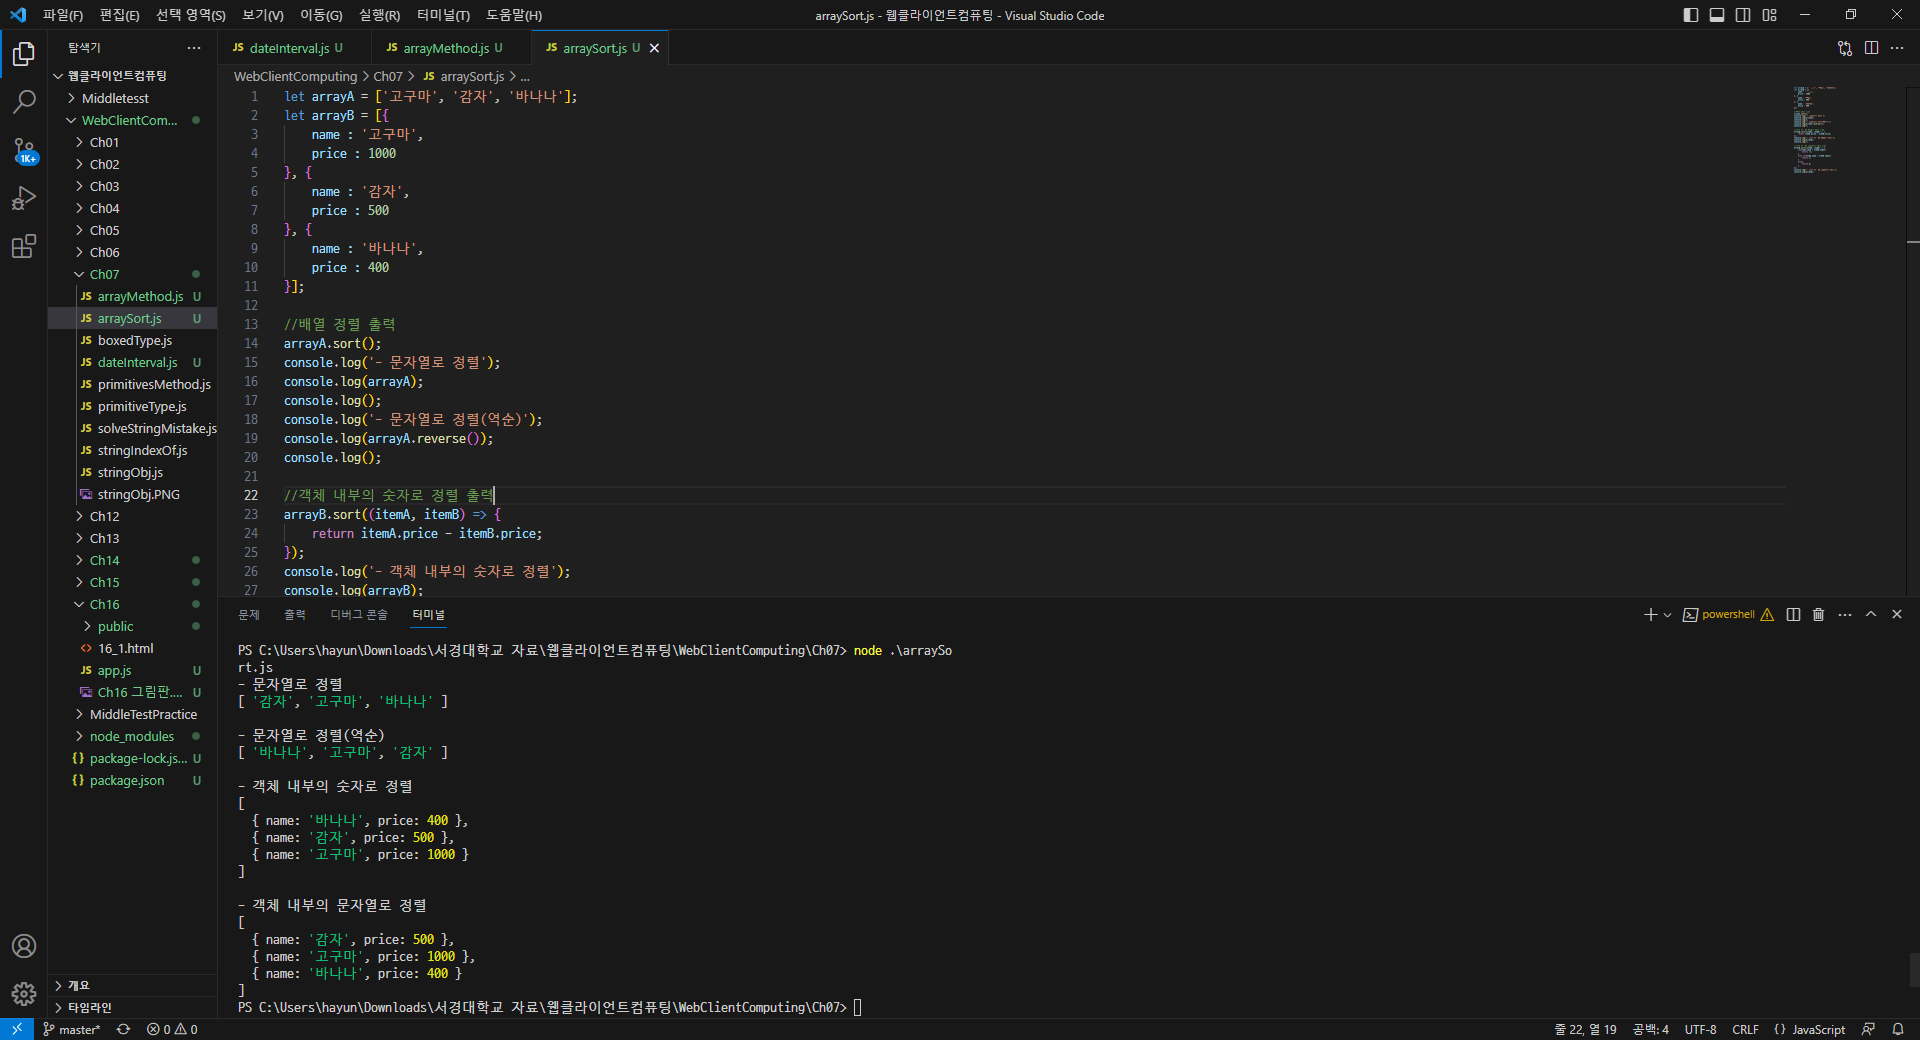 파일(F) 편집(E) 선택 영역(S) 보기(V) 이동(G) 실행(R) 터미널(T) 도움말(H)
arraySort.js - 웹클라이언트컴퓨팅 - Visual Studio Code
탐색기
웹클라이언트컴퓨팅
Middletesst
WebClientCom...
Ch01
Ch02
Ch03
Ch04
Ch05
Ch06
Ch07
JS arrayMethod.js U
JS arraySort.js U
JS boxedType.js
JS dateInterval.js U
JS primitivesMethod.js
JS primitiveType.js
JS solveStringMistake.js
JS stringIndexOf.js
JS stringObj.js
stringObj.PNG
Ch12
Ch13
Ch14
Ch15
Ch16
public
16_1.html
JS app.js U
Ch16 그림판.... U
MiddleTestPractice
node_modules
{} package-lock.js... U
{} package.json U
개요
타임라인
1K+
JS dateInterval.js U JS arrayMethod.js U JS arraySort.js U
WebClientComputing > Ch07 > JS arraySort.js > ...
1 let arrayA = ['고구마', '감자', '바나나'];
2 let arrayB = [{
3 name : '고구마',
4 price : 1000
5 }, {
6 name : '감자',
7 price : 500
8 }, {
9 name : '바나나',
10 price : 400
11 }];
12
13 //배열 정렬 출력
14 arrayA.sort();
15 console.log('- 문자열로 정렬');
16 console.log(arrayA);
17 console.log();
18 console.log('- 문자열로 정렬(역순)');
19 console.log(arrayA.reverse());
20 console.log();
21
22 //객체 내부의 숫자로 정렬 출력
23 arrayB.sort((itemA, itemB) => {
24 return itemA.price - itemB.price;
25 });
26 console.log('- 객체 내부의 숫자로 정렬');
27 console.log(arrayB);
문제 출력 디버그 콘솔 터미널
powershell
PS C:\Users\hayun\Downloads\서경대학교 자료\웹클라이언트컴퓨팅\WebClientComputing\Ch07> node .\arraySo
rt.js
- 문자열로 정렬
[ '감자', '고구마', '바나나' ]
- 문자열로 정렬(역순)
[ '바나나', '고구마', '감자' ]
- 객체 내부의 숫자로 정렬
[
{ name: '바나나', price: 400 },
{ name: '감자', price: 500 },
{ name: '고구마', price: 1000 }
]
- 객체 내부의 문자열로 정렬
[
{ name: '감자', price: 500 },
{ name: '고구마', price: 1000 },
{ name: '바나나', price: 400 }
]
PS C:\Users\hayun\Downloads\서경대학교 자료\웹클라이언트컴퓨팅\WebClientComputing\Ch07>
master* 0 0
줄 22, 열 19 공백: 4 UTF-8 CRLF {} JavaScript